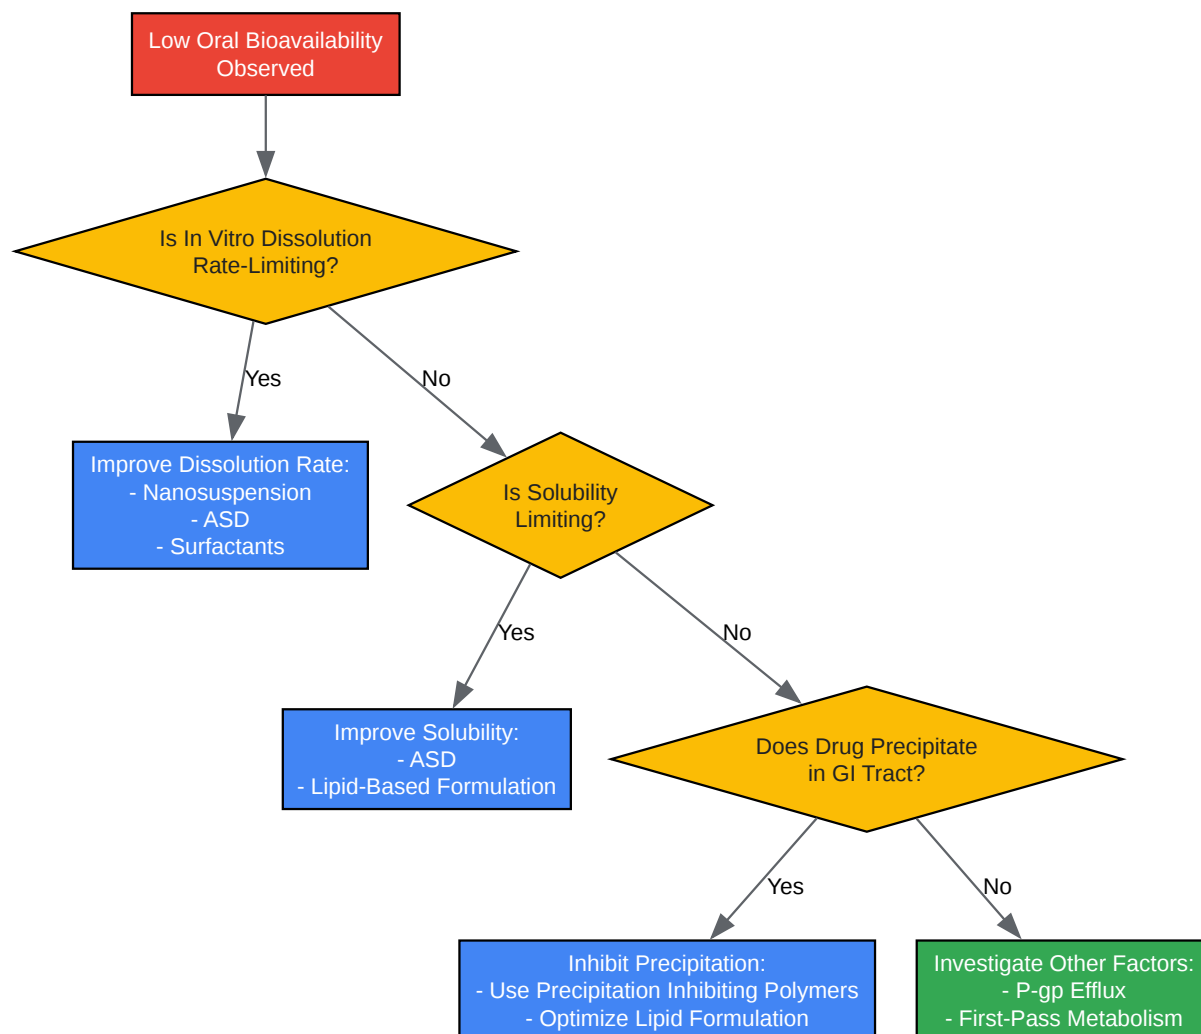 Low Oral Bioavailability
Observed
Is In Vitro Dissolution
Rate-Limiting?
Yes
No
Improve Dissolution Rate:
- Nanosuspension
- ASD
- Surfactants
Is Solubility
Limiting?
Yes
No
Improve Solubility:
- ASD
- Lipid-Based Formulation
Does Drug Precipitate
in GI Tract?
Yes
No
Inhibit Precipitation:
- Use Precipitation Inhibiting Polymers
- Optimize Lipid Formulation
Investigate Other Factors:
- P-gp Efflux
- First-Pass Metabolism